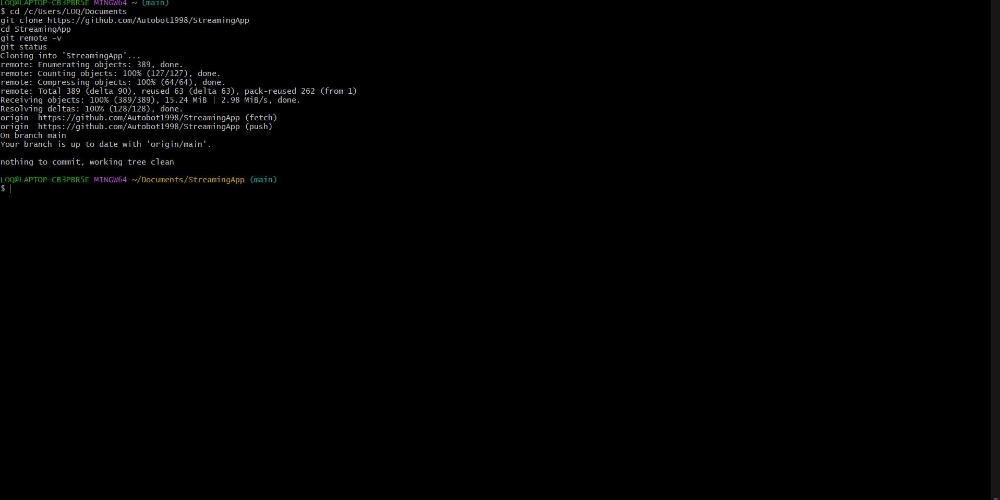 LOQ@LAPTOP-CB3PBR5E MINGW64 ~ (main)
$ cd /c/Users/LOQ/Documents
git clone https://github.com/Autobot1998/StreamingApp
cd StreamingApp
git remote -v
git status
Cloning into 'StreamingApp'...
remote: Enumerating objects: 389, done.
remote: Counting objects: 100% (127/127), done.
remote: Compressing objects: 100% (64/64), done.
remote: Total 389 (delta 90), reused 63 (delta 63), pack-reused 262 (from 1)
Receiving objects: 100% (389/389), 15.24 MiB | 2.98 MiB/s, done.
Resolving deltas: 100% (128/128), done.
origin  https://github.com/Autobot1998/StreamingApp (fetch)
origin  https://github.com/Autobot1998/StreamingApp (push)
On branch main
Your branch is up to date with 'origin/main'.
nothing to commit, working tree clean
LOQ@LAPTOP-CB3PBR5E MINGW64 ~/Documents/StreamingApp (main)
$